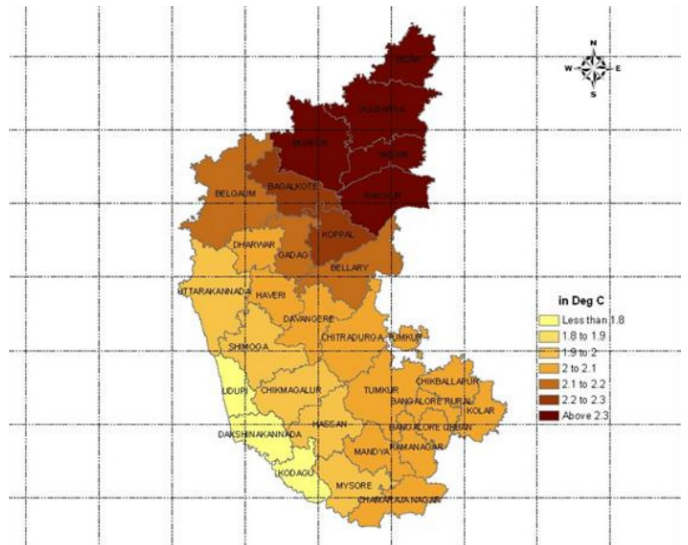 N
W E
S
BIDAR
GULBARGA
BIJAPUR
YADGIR
BAGALKOTE
RAICHUR
BELGAUM
KOPPAL
DHARWAR
GADAG
BELLARY
UTTARAKANNADA
HAVERI
DAVANGERE
CHITRADURGA
TUMKUR
SHIMOGA
UDUPI
CHIKMAGALUR
TUMKUR
CHIKBALLAPUR
BANGALORE RURAL
KOLAR
HASSAN
BANGALORE URBAN
DAKSHINAKANNADA
MANDYA
RAMANAGAR
KODAGU
MYSORE
CHAMARAJA NAGAR
in Deg C
Less than 1.8
1.8 to 1.9
1.9 to 2
2 to 2.1
2.1 to 2.2
2.2 to 2.3
Above 2.3